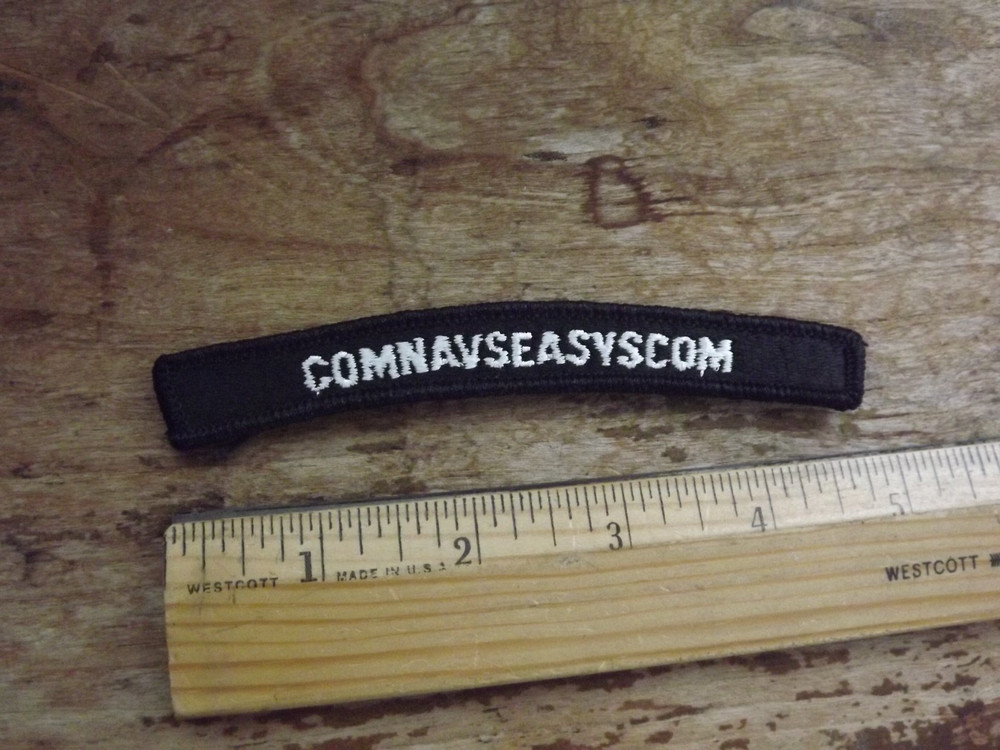 COMNAVSEASYSCOM
1 2 3 4 5
WESTCOTT MADE IN U.S.A WESTCOTT